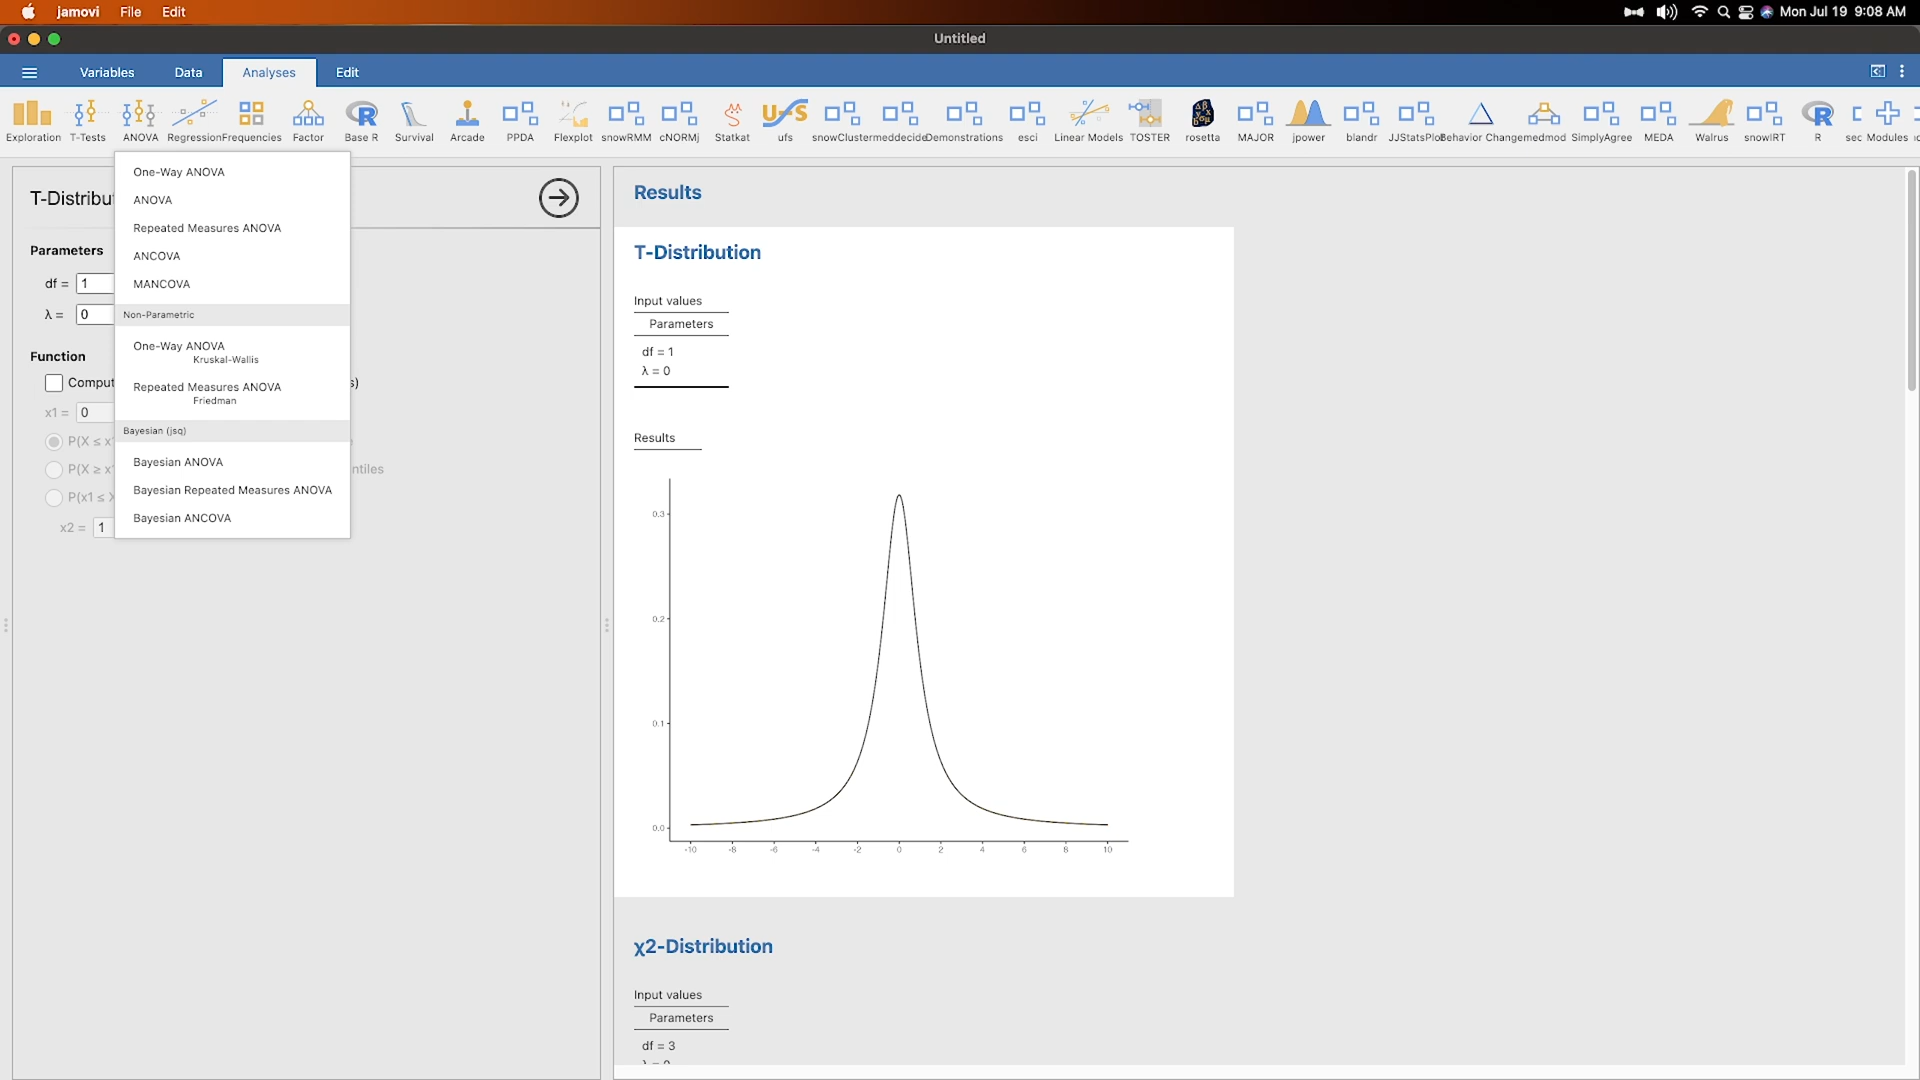 jamovi File Edit Mon Jul 19 9:08 AM
Untitled
Variables Data Analyses Edit
Exploration T-Tests ANOVA Regression Frequencies Factor Base R Survival Arcade PPDA Flexplot snowRMM cNORMj Statkat ufs snowCluster meddecide Demonstrations esci Linear Models TOSTER rosetta MAJOR jpower blandr JJStatsPlot Behavior Change medmod SimplyAgree MEDA Walrus snowIRT R sec Modules
T-Distribu
Parameters
df = 1
λ = 0
Function
Comput s)
x1 = 0
P(X ≤ x
P(X ≥ x ntiles
P(x1 ≤ X
x2 = 1
One-Way ANOVA
ANOVA
Repeated Measures ANOVA
ANCOVA
MANCOVA
Non-Parametric
One-Way ANOVA
Kruskal-Wallis
Repeated Measures ANOVA
Friedman
Bayesian (jsq)
Bayesian ANOVA
Bayesian Repeated Measures ANOVA
Bayesian ANCOVA
Results
T-Distribution
Input values
Parameters
df = 1
λ = 0
Results
0.3
0.2
0.1
0.0
-10 -8 -6 -4 -2 0 2 4 6 8 10
χ2-Distribution
Input values
Parameters
df = 3